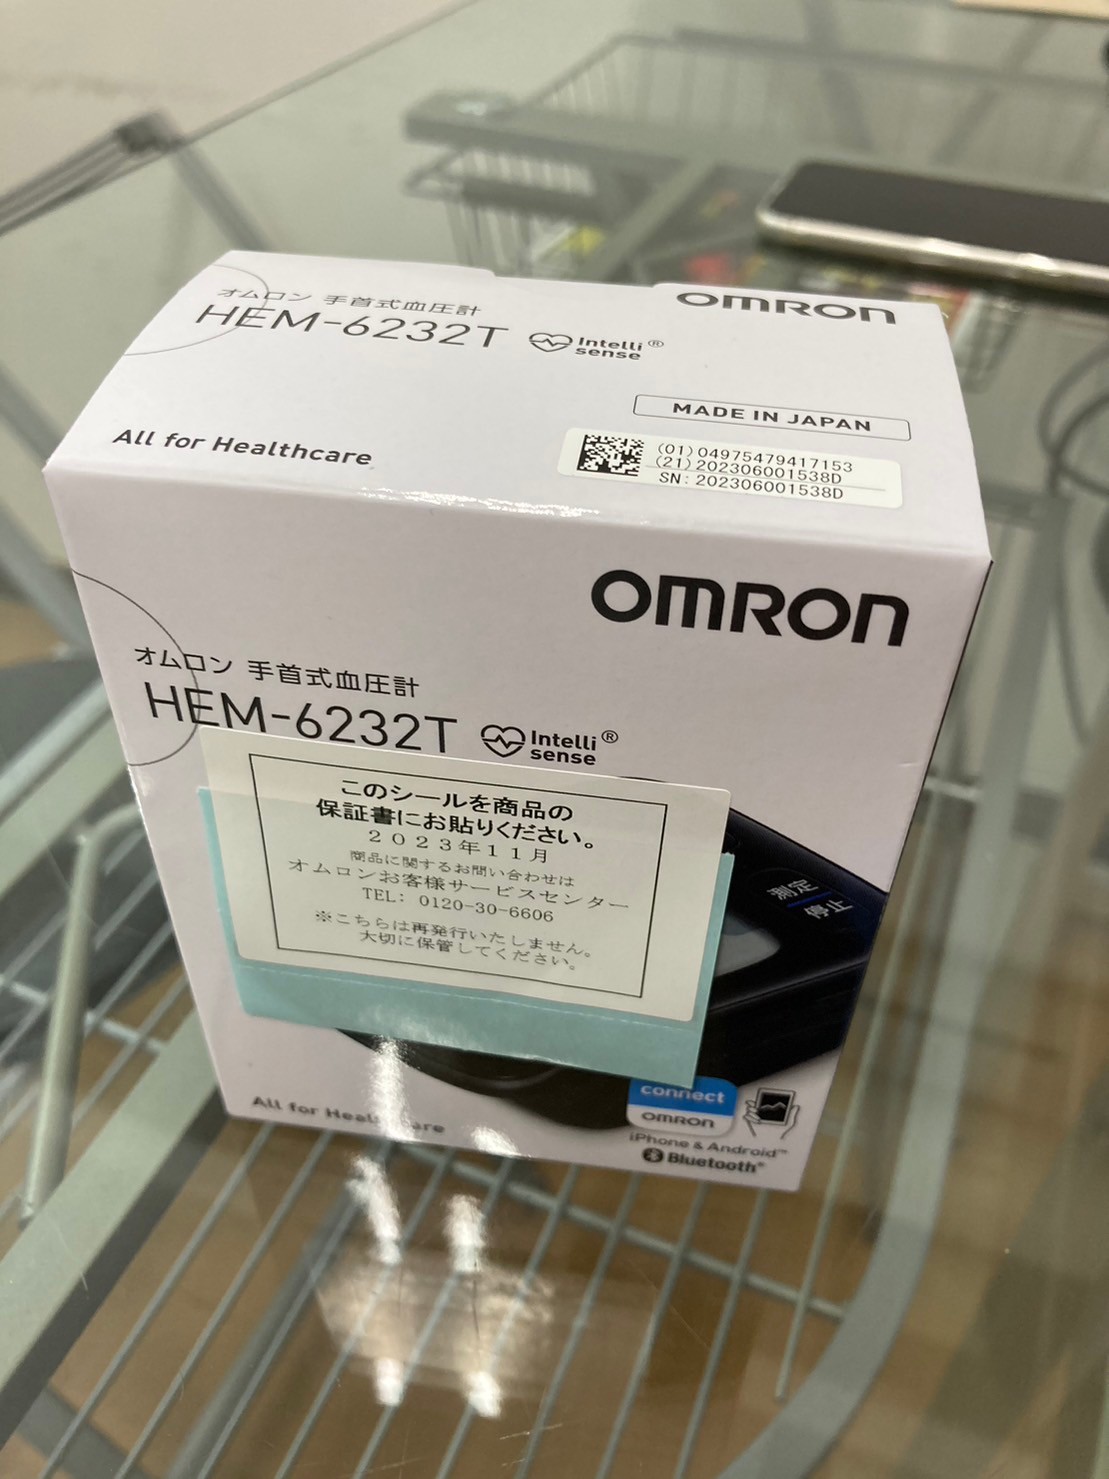 オムロン 手首式血圧計
HEM-6232T Intelli sense®
OMRON
MADE IN JAPAN
All for Healthcare
(01)04975479417153
(21)202306001538D
SN: 202306001538D
OMRON
オムロン 手首式血圧計
HEM-6232T Intelli sense®
このシールを商品の
保証書にお貼りください。
2023年11月
商品に関するお問い合わせは
オムロンお客様サービスセンター
TEL: 0120-30-6606
※こちらは再発行いたしません。
大切に保管してください。
測定
停止
connect
OMRON
iPhone & Android™
Bluetooth®
All for Healthcare